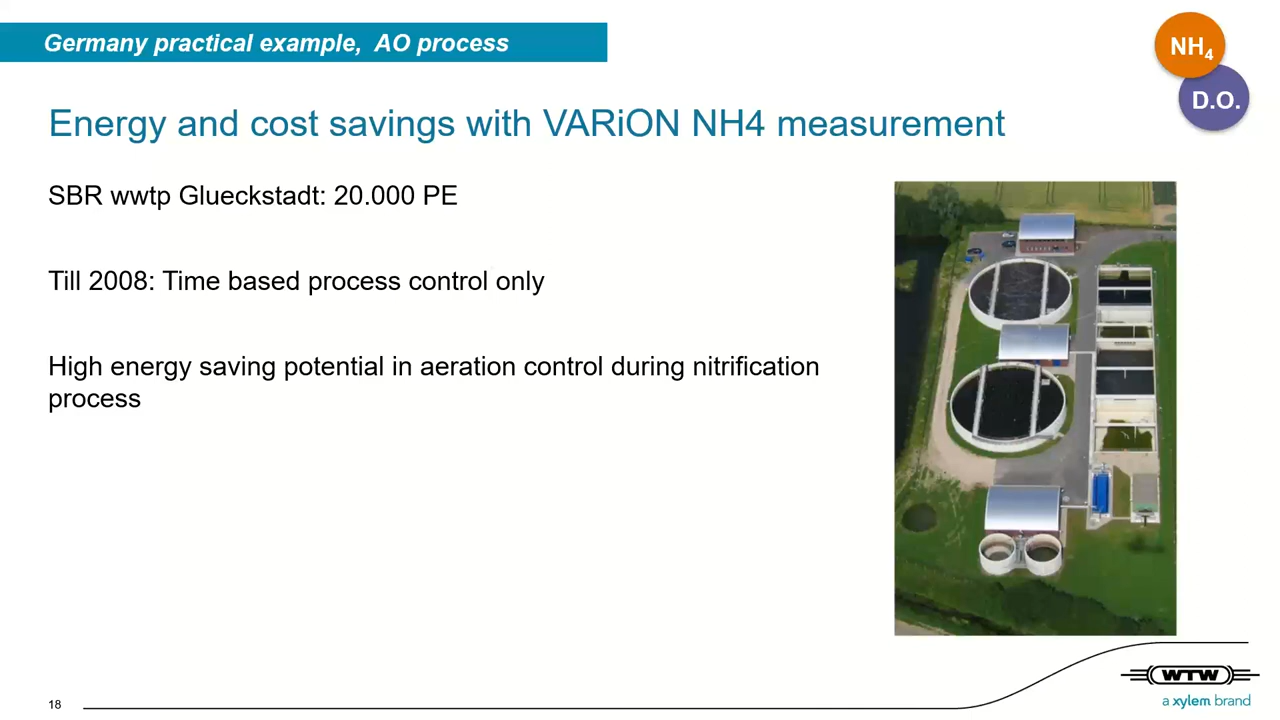 Germany practical example, AO process
NH4
D.O.
Energy and cost savings with VARiON NH4 measurement
SBR wwtp Glueckstadt: 20.000 PE
Till 2008: Time based process control only
High energy saving potential in aeration control during nitrification
process
18
WTW
a xylem brand